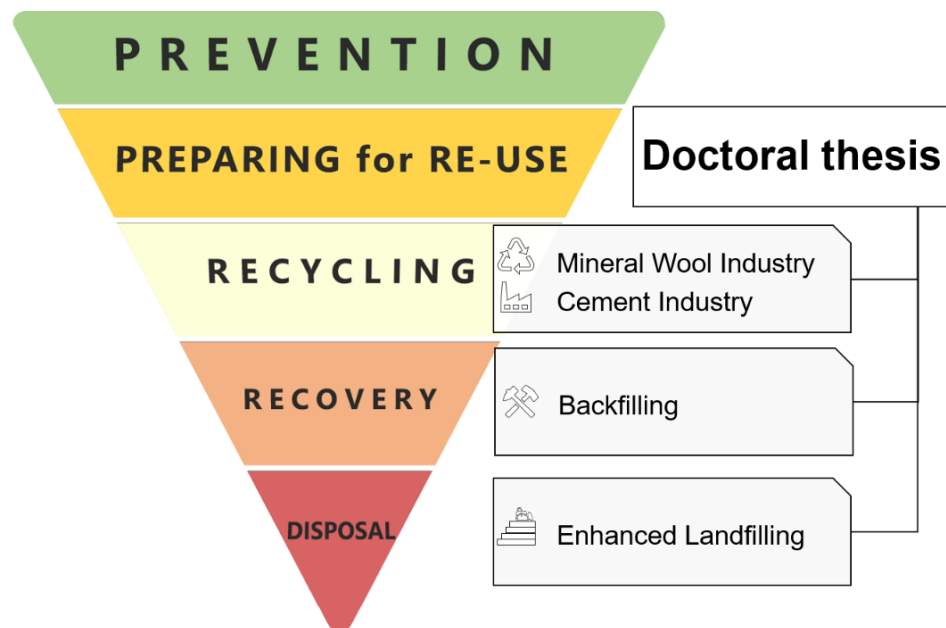 PREVENTION
PREPARING for RE-USE
Doctoral thesis
RECYCLING
Mineral Wool Industry
Cement Industry
RECOVERY
Backfilling
DISPOSAL
Enhanced Landfilling